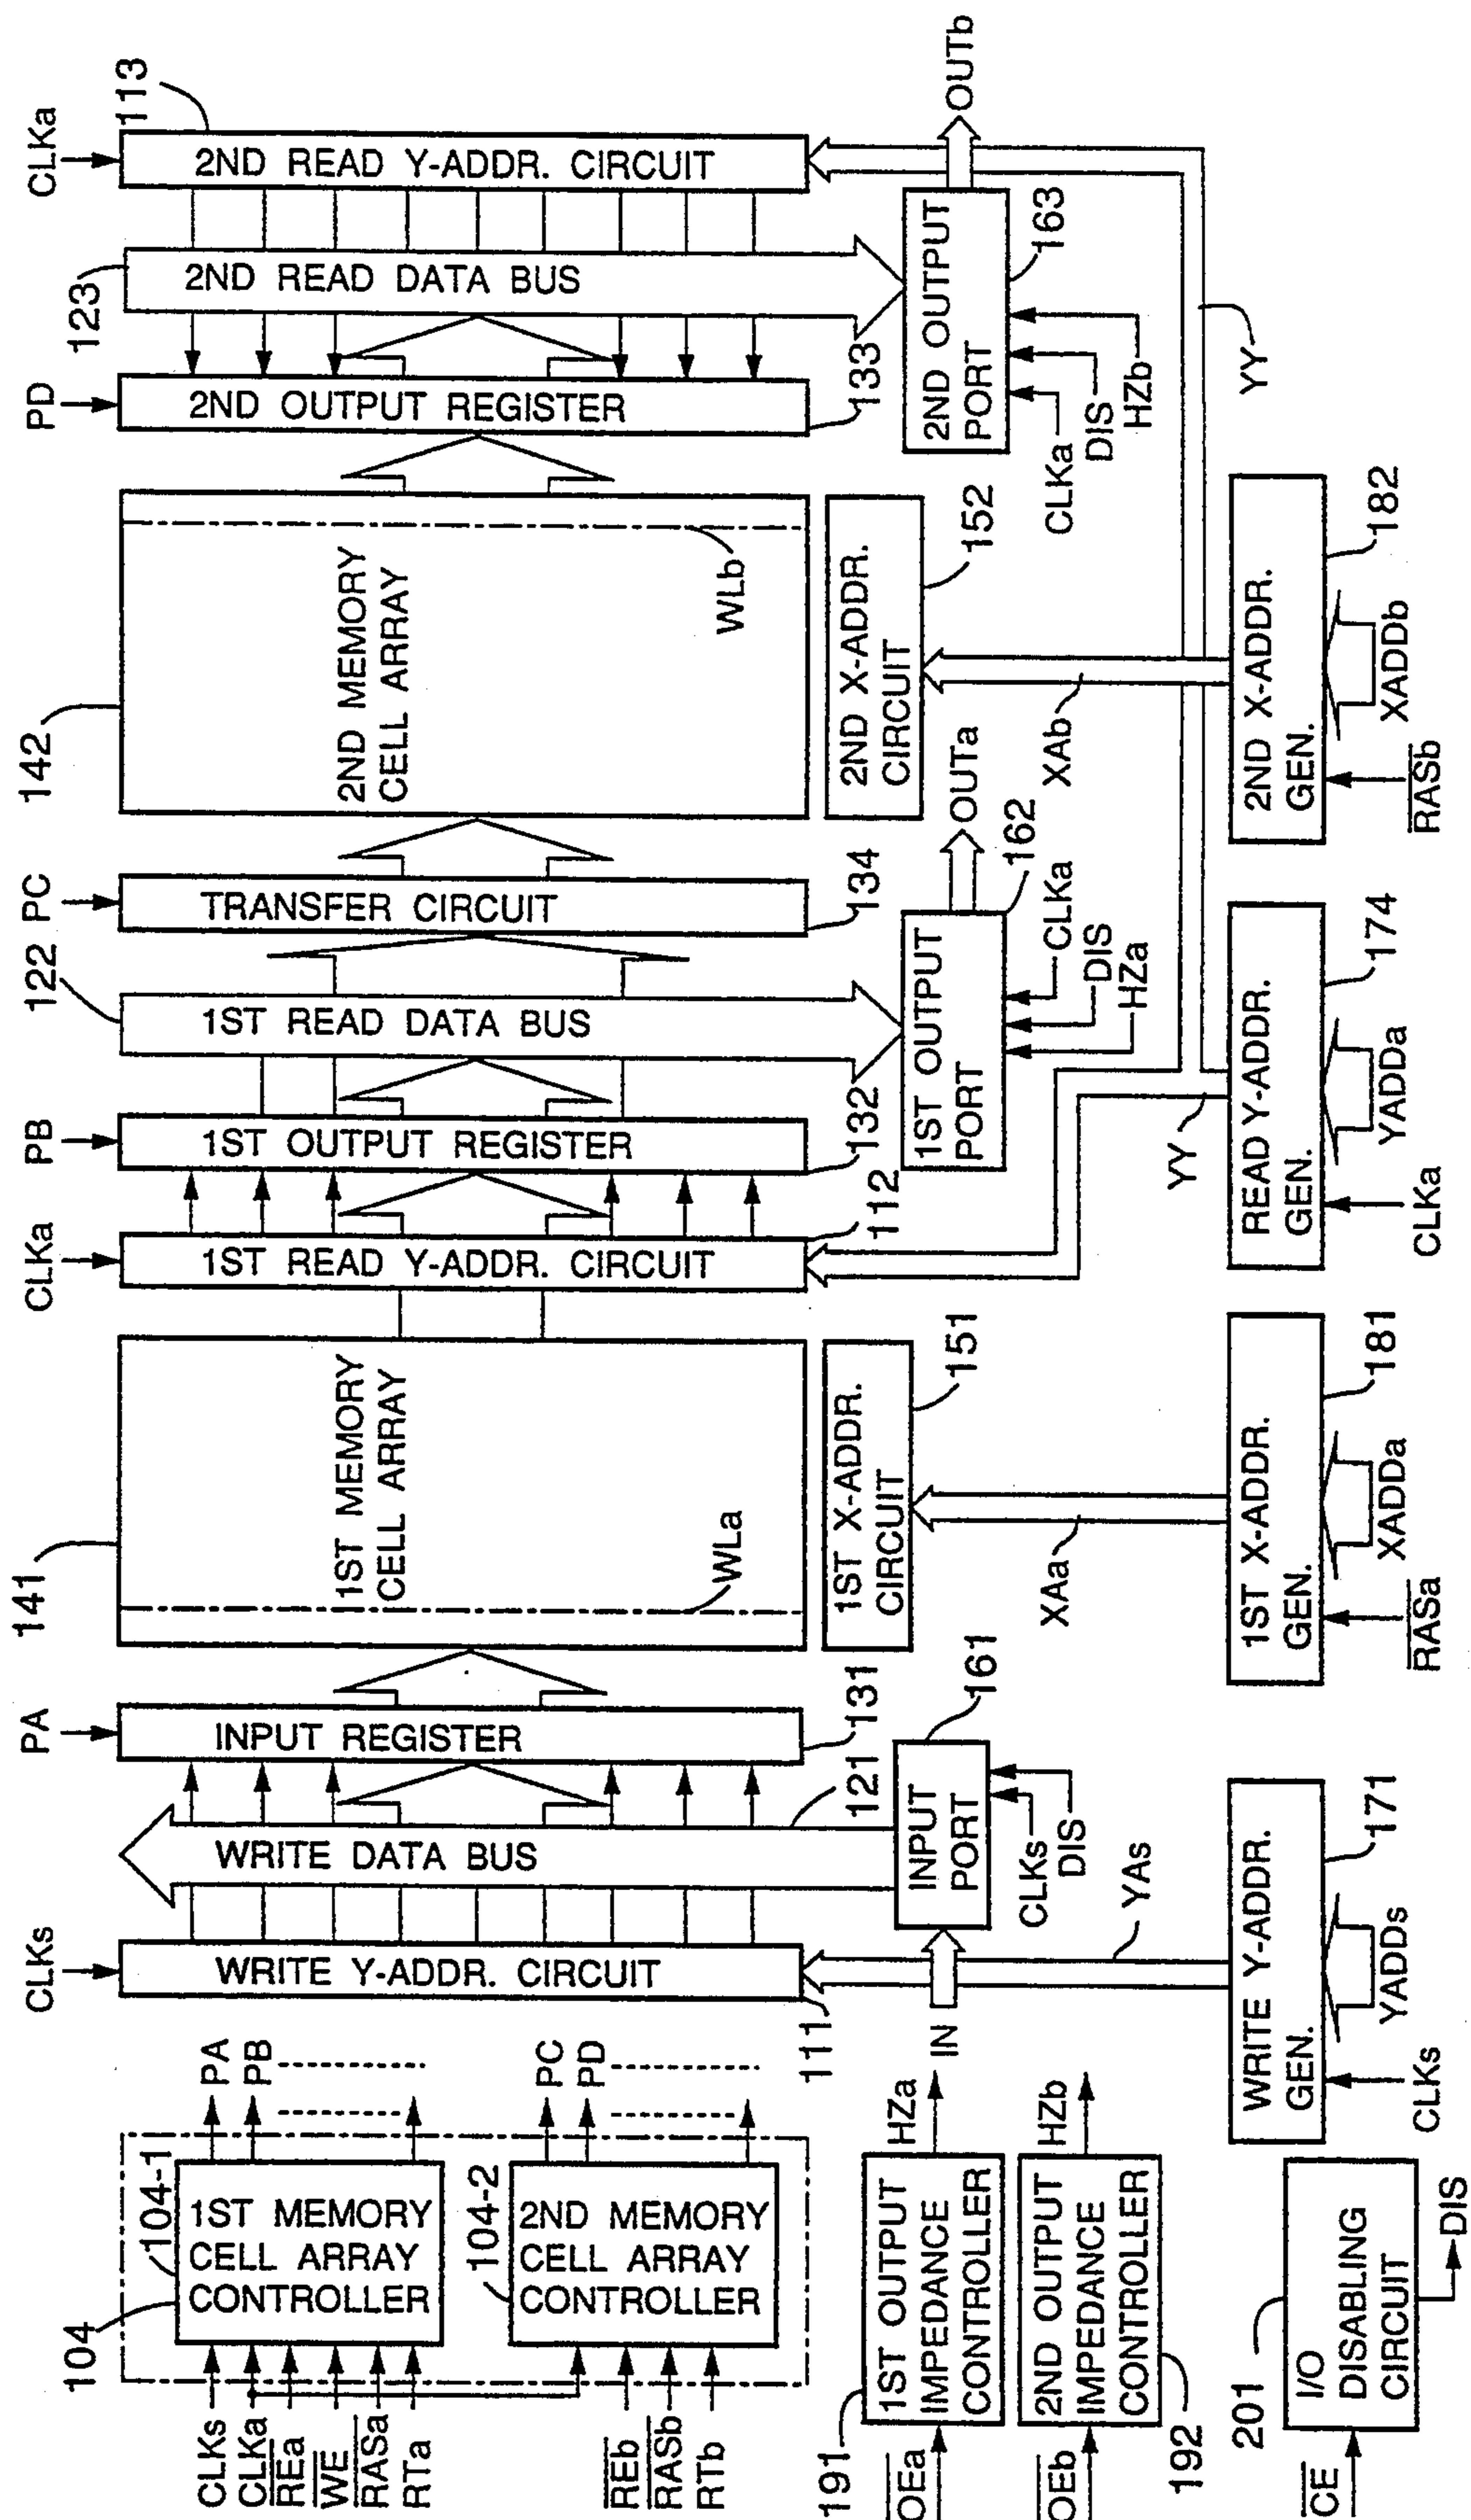 CLKa
113
2ND READ Y-ADDR. CIRCUIT
123
2ND READ DATA BUS
OUTb
PD
2ND OUTPUT REGISTER
133
2ND OUTPUT
PORT
163
CLKa
DIS
HZb
YY
142
2ND MEMORY
CELL ARRAY
WLb
2ND X-ADDR.
CIRCUIT
152
XAb
2ND X-ADDR.
GEN.
182
XADDb
RASb
PC
TRANSFER CIRCUIT
134
122
1ST READ DATA BUS
OUTa
162
1ST OUTPUT
PORT
CLKa
DIS
HZa
PB
1ST OUTPUT REGISTER
132
CLKa
1ST READ Y-ADDR. CIRCUIT
112
YY
READ Y-ADDR.
GEN.
174
YADDa
CLKa
141
1ST MEMORY
CELL ARRAY
WLa
1ST X-ADDR.
CIRCUIT
151
XAa
1ST X-ADDR.
GEN.
181
XADDa
RASa
PA
INPUT REGISTER
131
WRITE DATA BUS
121
161
INPUT
PORT
CLKs
DIS
CLKs
WRITE Y-ADDR. CIRCUIT
111
IN
YAs
WRITE Y-ADDR.
GEN.
171
YADDs
CLKs
104
104-1
1ST MEMORY
CELL ARRAY
CONTROLLER
PA
PB
104-2
2ND MEMORY
CELL ARRAY
CONTROLLER
PC
PD
CLKs
CLKa
REa
WE
RASa
RTa
REb
RASb
RTb
191
1ST OUTPUT
IMPEDANCE
CONTROLLER
HZa
OEa
192
2ND OUTPUT
IMPEDANCE
CONTROLLER
HZb
OEb
201
I/O
DISABLING
CIRCUIT
DIS
CE